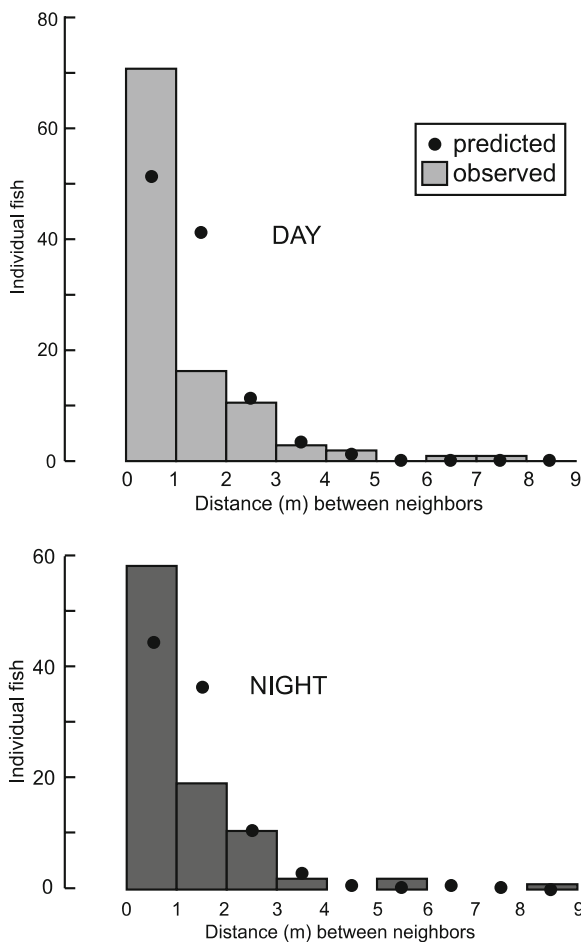 80
60
40
20
0
Individual fish
predicted
observed
DAY
0 1 2 3 4 5 6 7 8 9
Distance (m) between neighbors
60
40
20
0
Individual fish
NIGHT
0 1 2 3 4 5 6 7 8 9
Distance (m) between neighbors